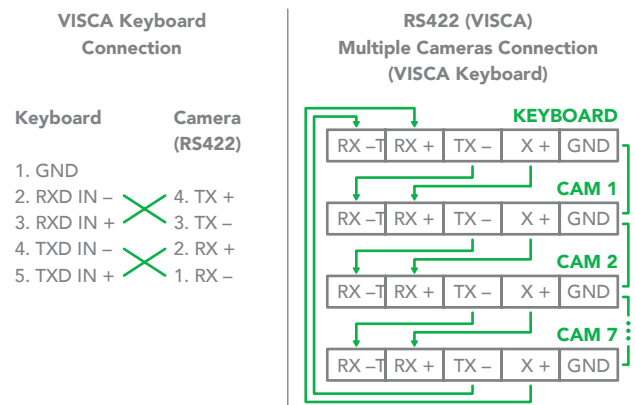 VISCA Keyboard
Connection
Keyboard Camera
(RS422)
1. GND
2. RXD IN – 4. TX +
3. RXD IN + 3. TX –
4. TXD IN – 2. RX +
5. TXD IN + 1. RX –
RS422 (VISCA)
Multiple Cameras Connection
(VISCA Keyboard)
KEYBOARD
RX –T RX + TX – X + GND
CAM 1
RX –T RX + TX – X + GND
CAM 2
RX –T RX + TX – X + GND
CAM 7
RX –T RX + TX – X + GND